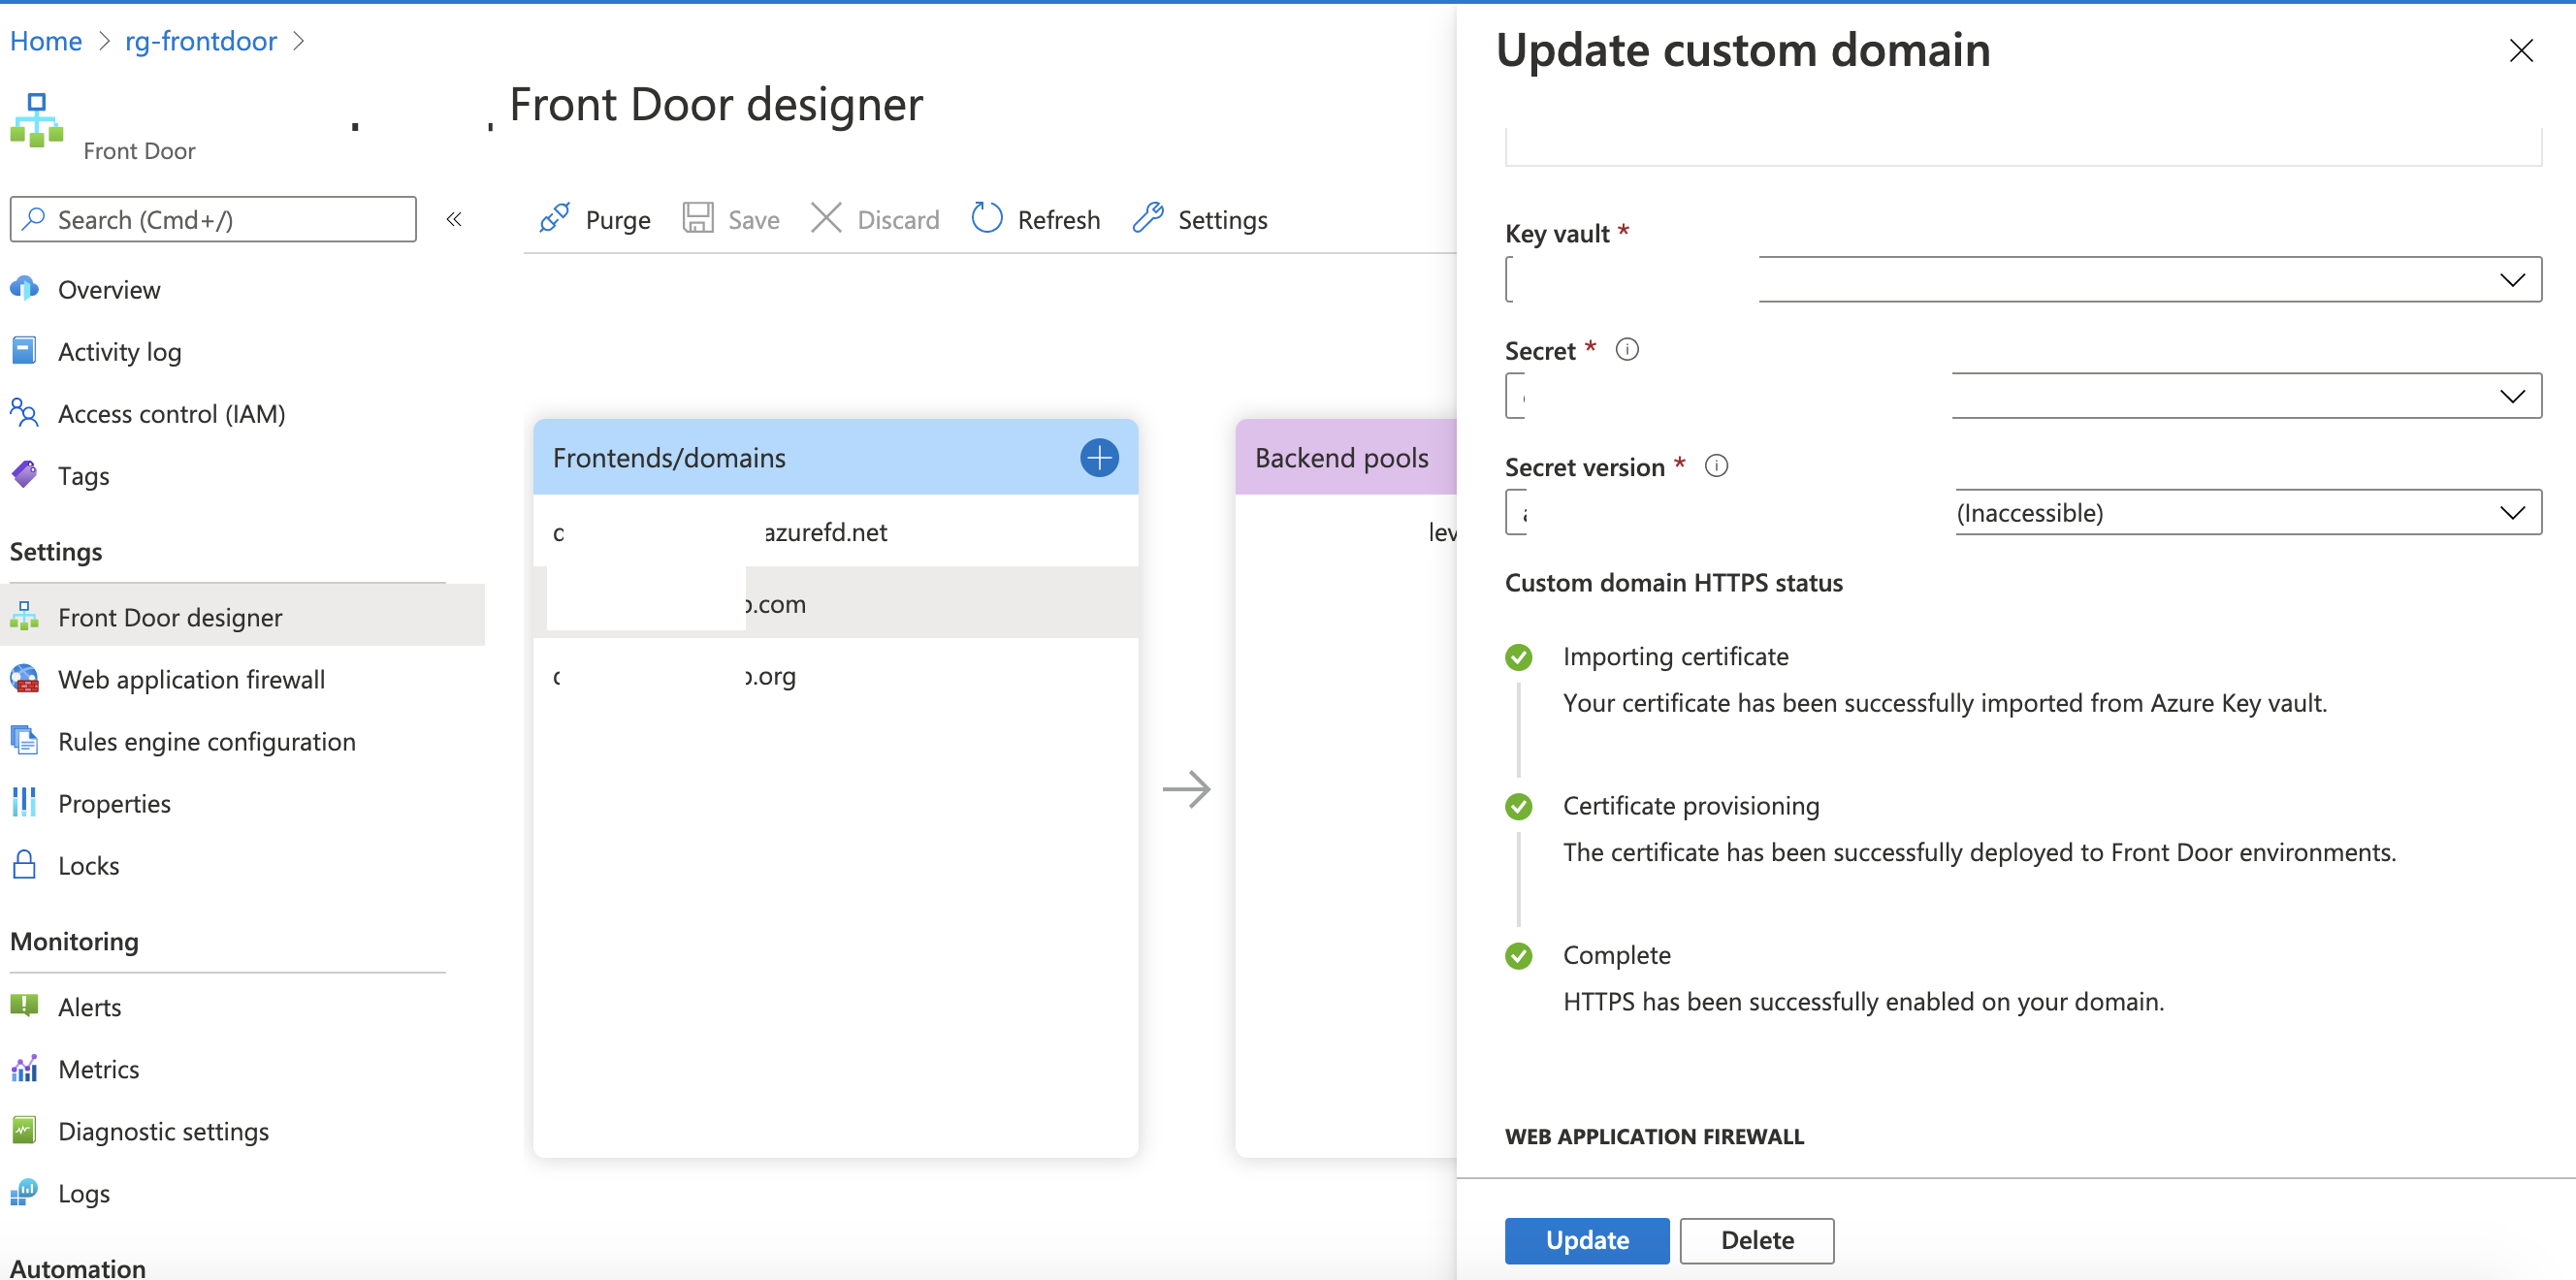 Home > rg-frontdoor >
Front Door designer
Front Door
Search (Cmd+/)
«
Overview
Activity log
Access control (IAM)
Tags
Settings
Front Door designer
Web application firewall
Rules engine configuration
Properties
Locks
Monitoring
Alerts
Metrics
Diagnostic settings
Logs
Automation
Purge
Save
Discard
Refresh
Settings
Frontends/domains
azurefd.net
.com
.org
Backend pools
lev
Update custom domain
Key vault *
Secret *
Secret version *
(Inaccessible)
Custom domain HTTPS status
Importing certificate
Your certificate has been successfully imported from Azure Key vault.
Certificate provisioning
The certificate has been successfully deployed to Front Door environments.
Complete
HTTPS has been successfully enabled on your domain.
WEB APPLICATION FIREWALL
Update
Delete